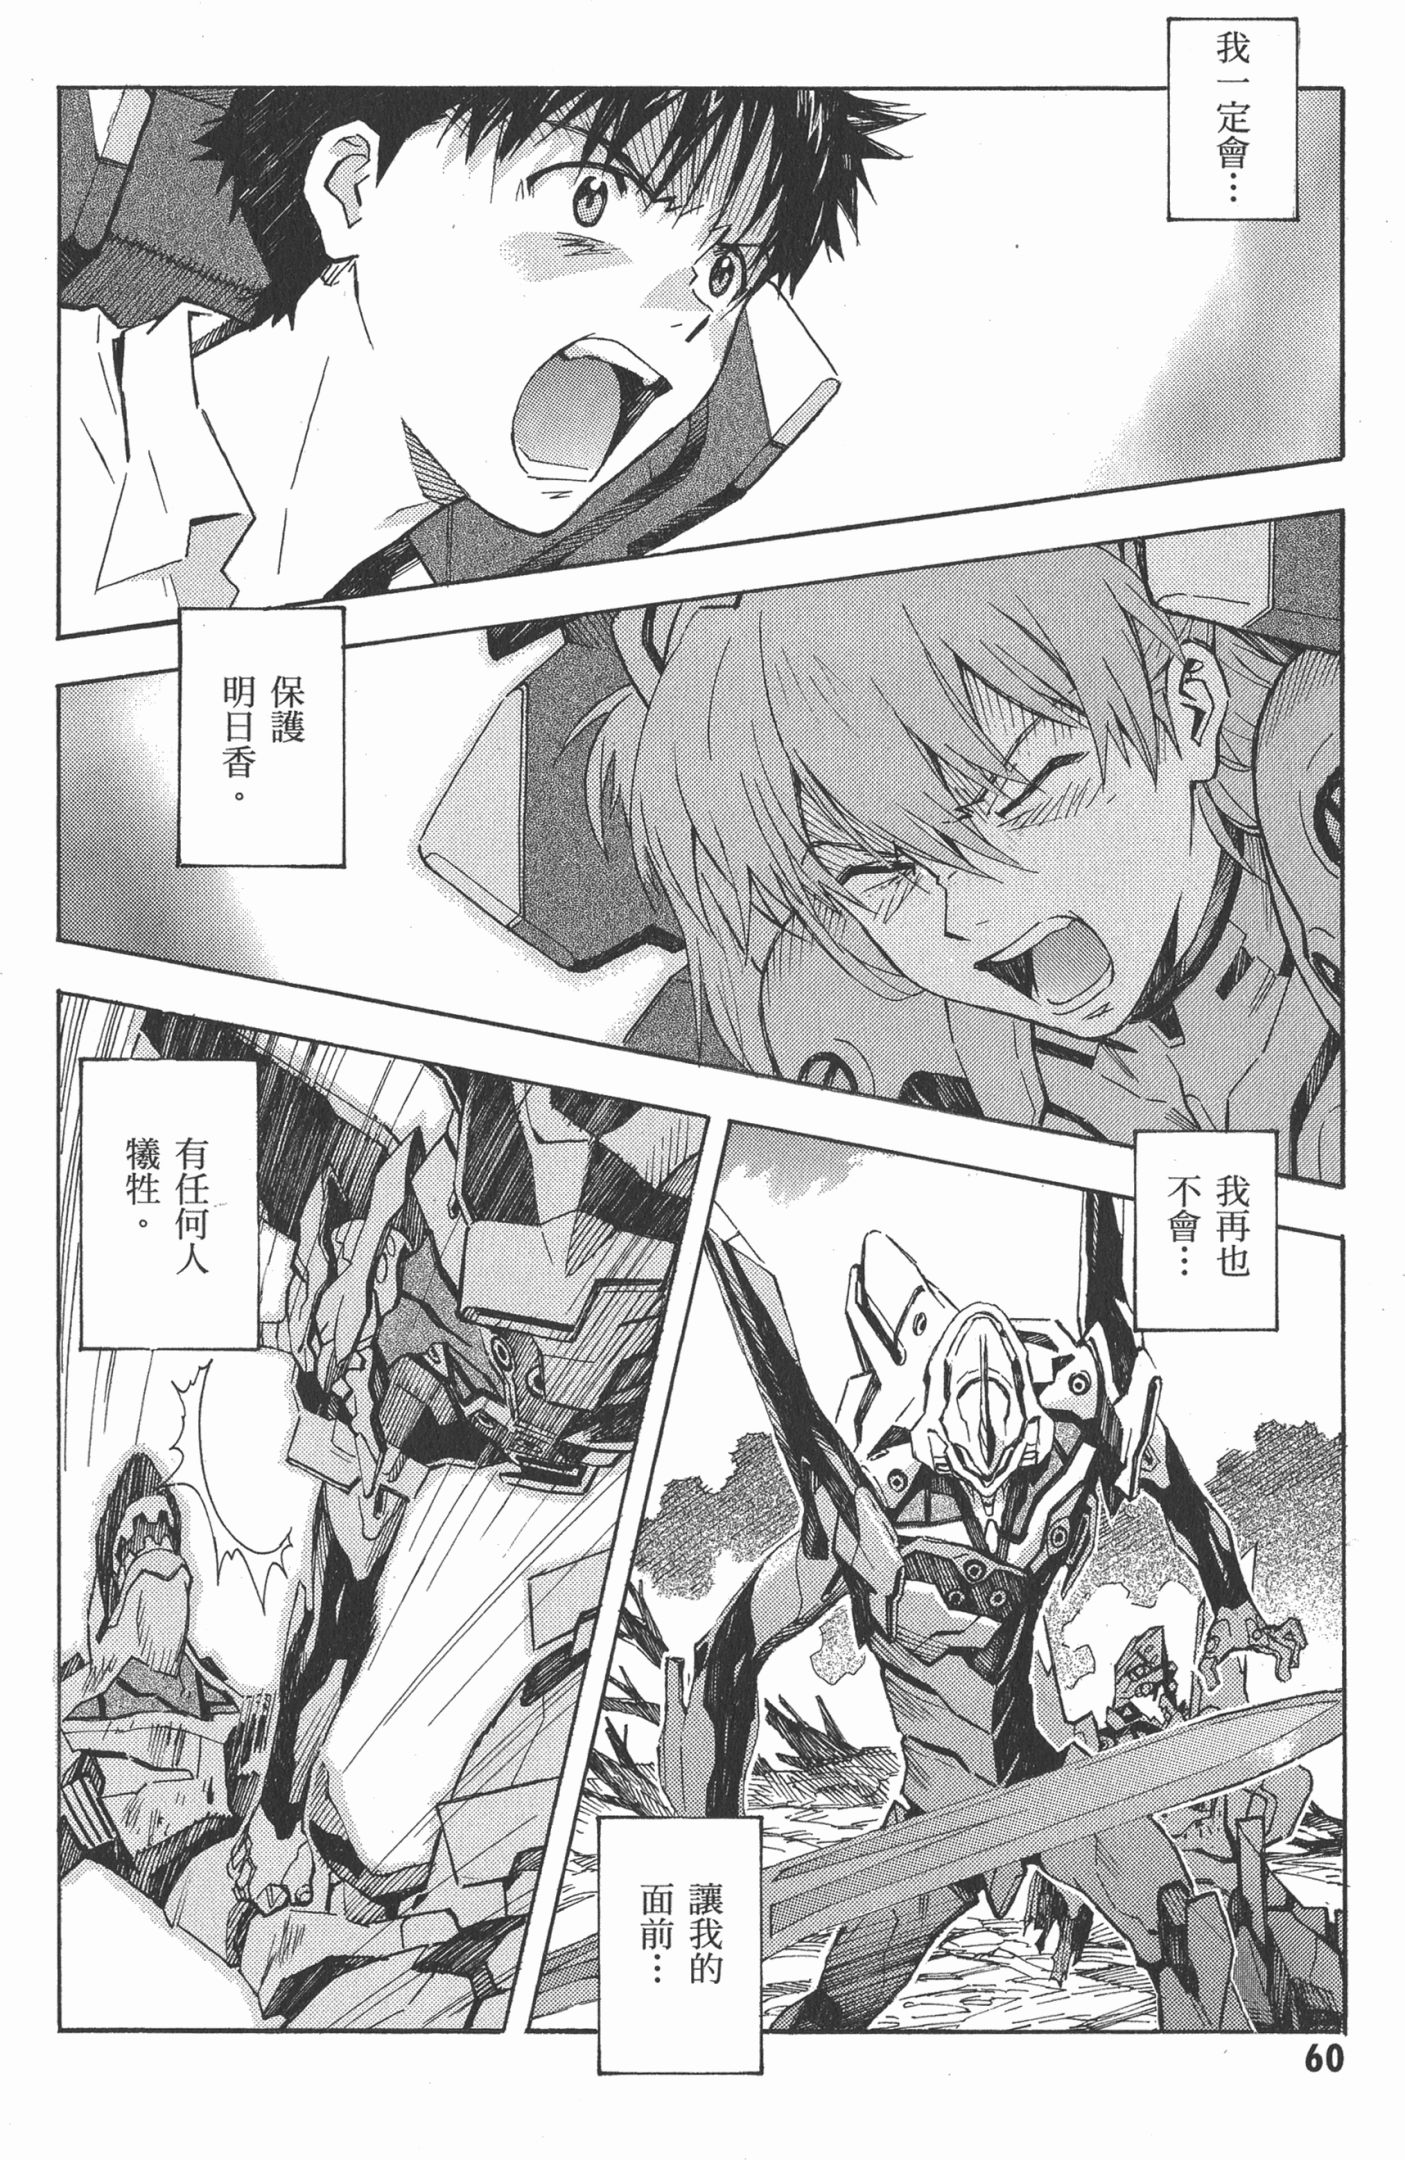 我一定會…
保護
明日香。
我再也
不會…
讓我的
面前…
有任何人
犧牲。
60